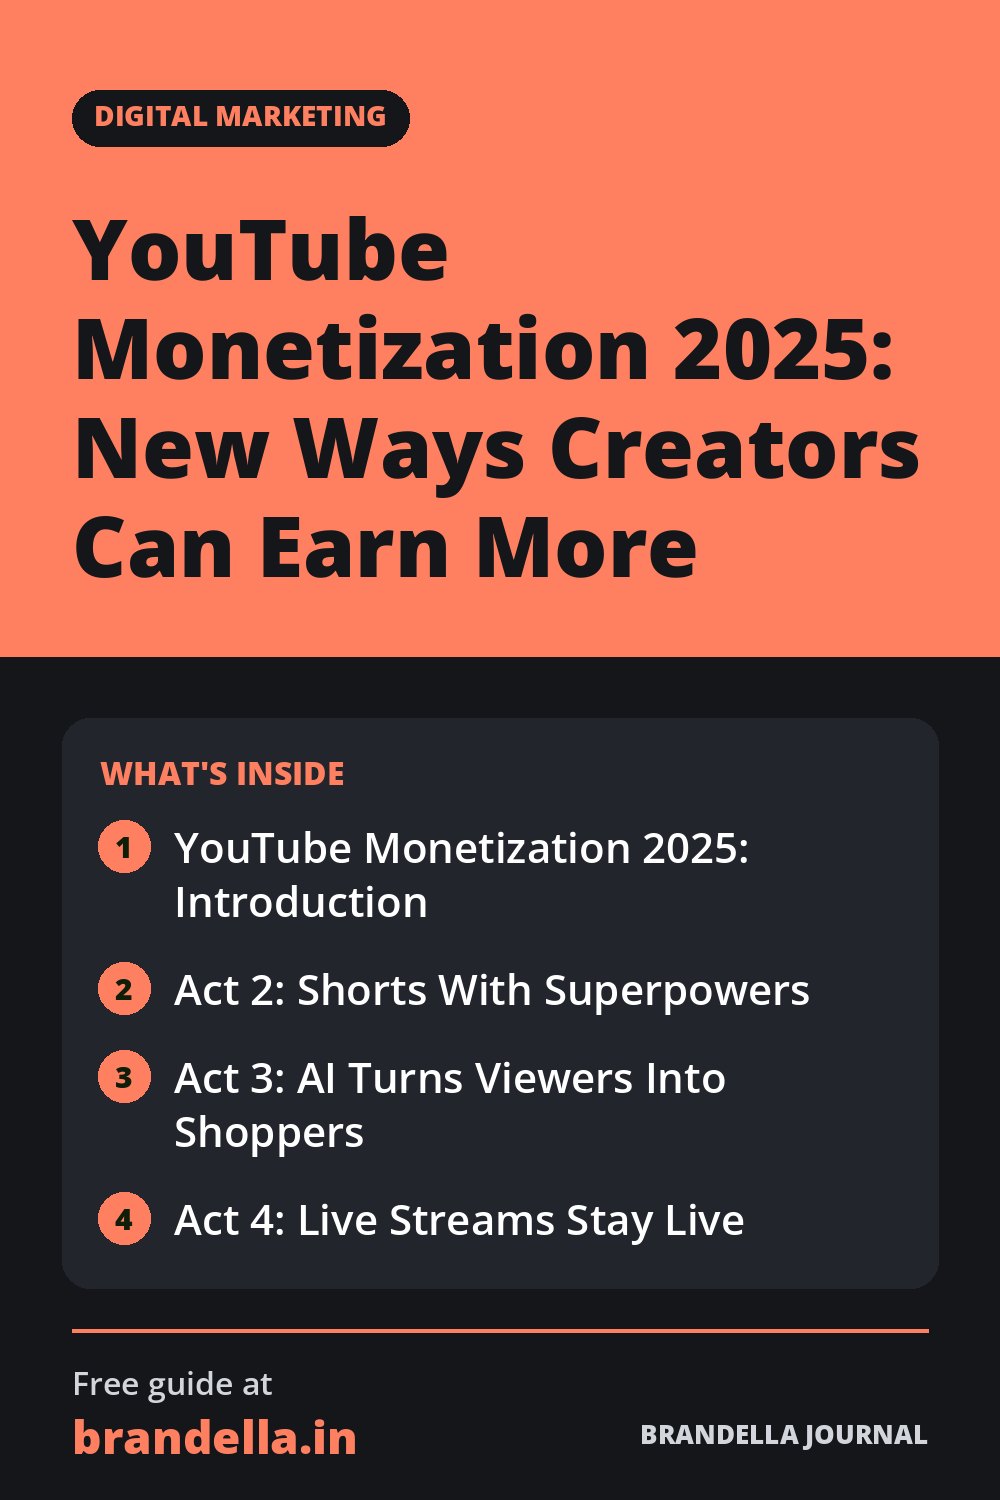 DIGITAL MARKETING
YouTube
Monetization 2025:
New Ways Creators
Can Earn More
WHAT'S INSIDE
1 YouTube Monetization 2025:
Introduction
2 Act 2: Shorts With Superpowers
3 Act 3: AI Turns Viewers Into
Shoppers
4 Act 4: Live Streams Stay Live
Free guide at
brandella.in
BRANDELLA JOURNAL